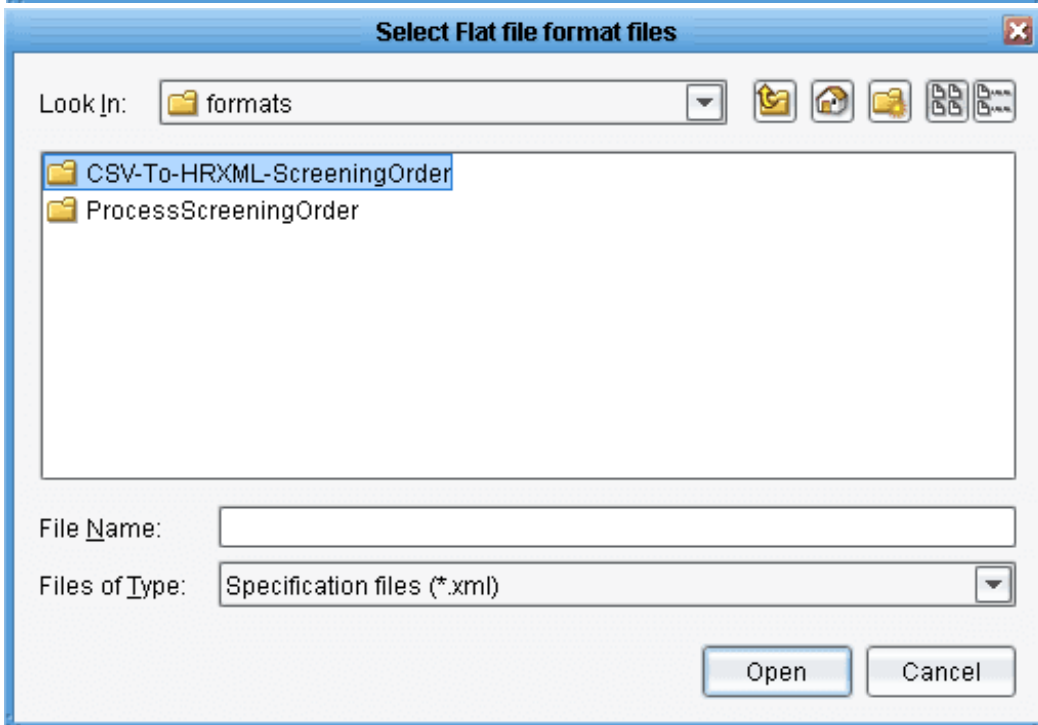 Select Flat file format files
Look In: formats
CSV-To-HRXML-ScreeningOrder
ProcessScreeningOrder
File Name:
Files of Type: Specification files (*.xml)
Open Cancel